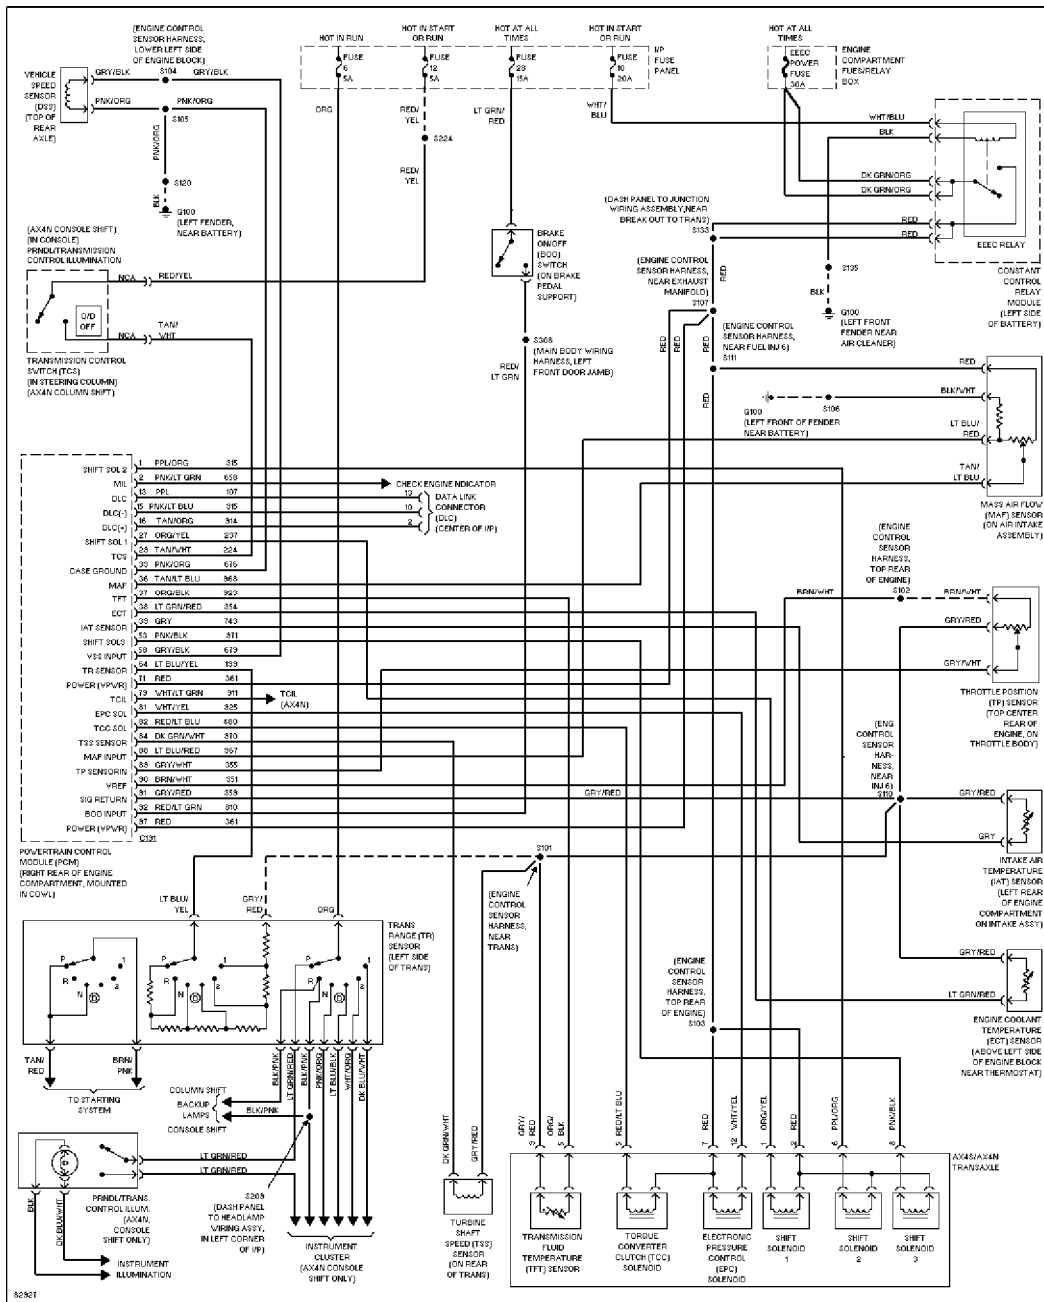 (ENGINE CONTROL
SENSOR HARNESS,
LOWER LEFT SIDE
OF ENGINE BLOCK)
S104
GRY/BLK
GRY/BLK
VEHICLE
SPEED
SENSOR
(DSS)
(TOP OF
REAR
AXLE)
PNK/ORG
PNK/ORG
S105
PNK/ORG
S120
BLK
G100
(LEFT FENDER,
NEAR BATTERY)
HOT IN RUN
HOT IN START
OR RUN
HOT AT ALL
TIMES
HOT IN START
OR RUN
HOT AT ALL
TIMES
FUSE
6
5A
FUSE
12
5A
FUSE
28
15A
FUSE
10
20A
I/P
FUSE
PANEL
EEEC
POWER
FUSE
30A
ENGINE
COMPARTMENT
FUES/RELAY
BOX
ORG
RED/
YEL
S224
RED/
YEL
LT GRN/
RED
WHT/
BLU
WHT/BLU
BLK
DK GRN/ORG
DK GRN/ORG
RED
RED
EEEC RELAY
CONSTANT
CONTROL
RELAY
MODULE
(LEFT SIDE
OF BATTERY)
(DASH PANEL TO JUNCTION
WIRING ASSEMBLY,NEAR
BREAK OUT TO TRANS)
S133
RED
(ENGINE CONTROL
SENSOR HARNESS,
NEAR EXHAUST
MANIFOLD)
S107
S135
BLK
G100
(LEFT FRONT
FENDER NEAR
AIR CLEANER)
(ENGINE CONTROL
SENSOR HARNESS,
NEAR FUEL INJ 6)
S111
RED
RED
RED
RED
(AX4N CONSOLE SHIFT)
(IN CONSOLE)
PRNDL/TRANSMISSION
CONTROL ILLUMINATION
NCA
RED/YEL
O/D
OFF
NCA
TAN/
WHT
TRANSMISSION CONTROL
SWITCH (TCS)
(IN STEERING COLUMN)
(AX4N COLUMN SHIFT)
BRAKE
ON/OFF
(BOO)
SWITCH
(ON BRAKE
PEDAL
SUPPORT)
S308
(MAIN BODY WIRING
HARNESS, LEFT
FRONT DOOR JAMB)
RED/
LT GRN
RED
BLK/WHT
G100
(LEFT FRONT OF FENDER
NEAR BATTERY)
S106
LT BLU/
RED
TAN/
LT BLU
MASS AIR FLOW
(MAF) SENSOR
(ON AIR INTAKE
ASSEMBLY)
SHIFT SOL 2 1 PPL/ORG 315
MIL 2 PNK/LT GRN 658
DLC 13 PPL 107
DLC(-) 15 PNK/LT BLU 915
DLC(+) 16 TAN/ORG 914
SHIFT SOL 1 27 ORG/YEL 237
TCS 29 TAN/WHT 224
CASE GROUND 33 PNK/ORG 676
MAF 36 TAN/LT BLU 968
TFT 37 ORG/BLK 923
ECT 38 LT GRN/RED 354
IAT SENSOR 39 GRY 743
SHIFT SOL3 53 PNK/BLK 971
VSS INPUT 58 GRY/BLK 679
TR SENSOR 64 LT BLU/YEL 199
POWER (VPWR) 71 RED 361
TCIL 79 WHT/LT GRN 911
EPC SOL 81 WHT/YEL 925
TCC SOL 82 RED/LT BLU 480
TSS SENSOR 84 DK GRN/WHT 970
MAF INPUT 88 LT BLU/RED 967
TP SENSORIN 89 GRY/WHT 355
VREF 90 BRN/WHT 351
SIG RETURN 91 GRY/RED 359
BOO INPUT 92 RED/LT GRN 810
POWER (VPWR) 97 RED 361
C191
POWERTRAIN CONTROL
MODULE (PCM)
(RIGHT REAR OF ENGINE
COMPARTMENT, MOUNTED
IN COWL)
CHECK ENGINE INDICATOR
13
10
2
DATA LINK
CONNECTOR
(DLC)
(CENTER OF I/P)
TCIL
(AX4N)
(ENGINE
CONTROL
SENSOR
HARNESS,
TOP REAR
OF ENGINE)
S102
BRN/WHT
BRN/WHT
GRY/RED
GRY/WHT
THROTTLE POSITION
(TP) SENSOR
(TOP CENTER
REAR OF
ENGINE, ON
THROTTLE BODY)
(ENG
CONTROL
SENSOR
HAR-
NESS,
NEAR
INJ 6)
S110
GRY/RED
GRY/RED
GRY
INTAKE AIR
TEMPERATURE
(IAT) SENSOR
(LEFT REAR
OF ENGINE
COMPARTMENT
ON INTAKE ASSY)
GRY/RED
LT GRN/RED
ENGINE COOLANT
TEMPERATURE
(ECT) SENSOR
(ABOVE LEFT SIDE
OF ENGINE BLOCK
NEAR THERMOSTAT)
S101
(ENGINE
CONTROL
SENSOR
HARNESS,
NEAR
TRANS)
(ENGINE
CONTROL
SENSOR
HARNESS,
TOP REAR
OF ENGINE)
S103
LT BLU/
YEL
GRY/
RED
ORG
TRANS
RANGE (TR)
SENSOR
(LEFT SIDE
OF TRANS)
P
R
N
D
2
1
P
R
N
D
2
1
P
R
N
D
2
1
TAN/
RED
BRN/
PNK
TO STARTING
SYSTEM
BLK/PNK
LT GRN/RED
BLK/PNK
PNK/ORG
LT BLU/BLK
WHT/ORG
DK BLU/WHT
COLUMN SHIFT
BACKUP
LAMPS
CONSOLE SHIFT
BLK/PNK
LT GRN/RED
LT GRN/RED
PRNDL/TRANS.
CONTROL ILLUM.
(AX4N,
CONSOLE
SHIFT ONLY)
BLK
DK BLU/WHT
INSTRUMENT
ILLUMINATION
S209
(DASH PANEL
TO HEADLAMP
WIRING ASSY,
IN LEFT CORNER
OF I/P)
INSTRUMENT
CLUSTER
(AX4N CONSOLE
SHIFT ONLY)
DK GRN/WHT
GRY/RED
TURBINE
SHAFT
SPEED (TSS)
SENSOR
(ON REAR
OF TRANS)
GRY/
RED
9
ORG/
BLK
5
RED/LT BLU
5
RED
7
WHT/YEL
12
ORG/YEL
1
RED
2
PPL/ORG
6
PNK/BLK
8
AX4S/AX4N
TRANSAXLE
TRANSMISSION
FLUID
TEMPERATURE
(TFT) SENSOR
TORQUE
CONVERTER
CLUTCH (TCC)
SOLENOID
ELECTRONIC
PRESSURE
CONTROL
(EPC)
SOLENOID
SHIFT
SOLENOID
1
SHIFT
SOLENOID
2
SHIFT
SOLENOID
3
82927